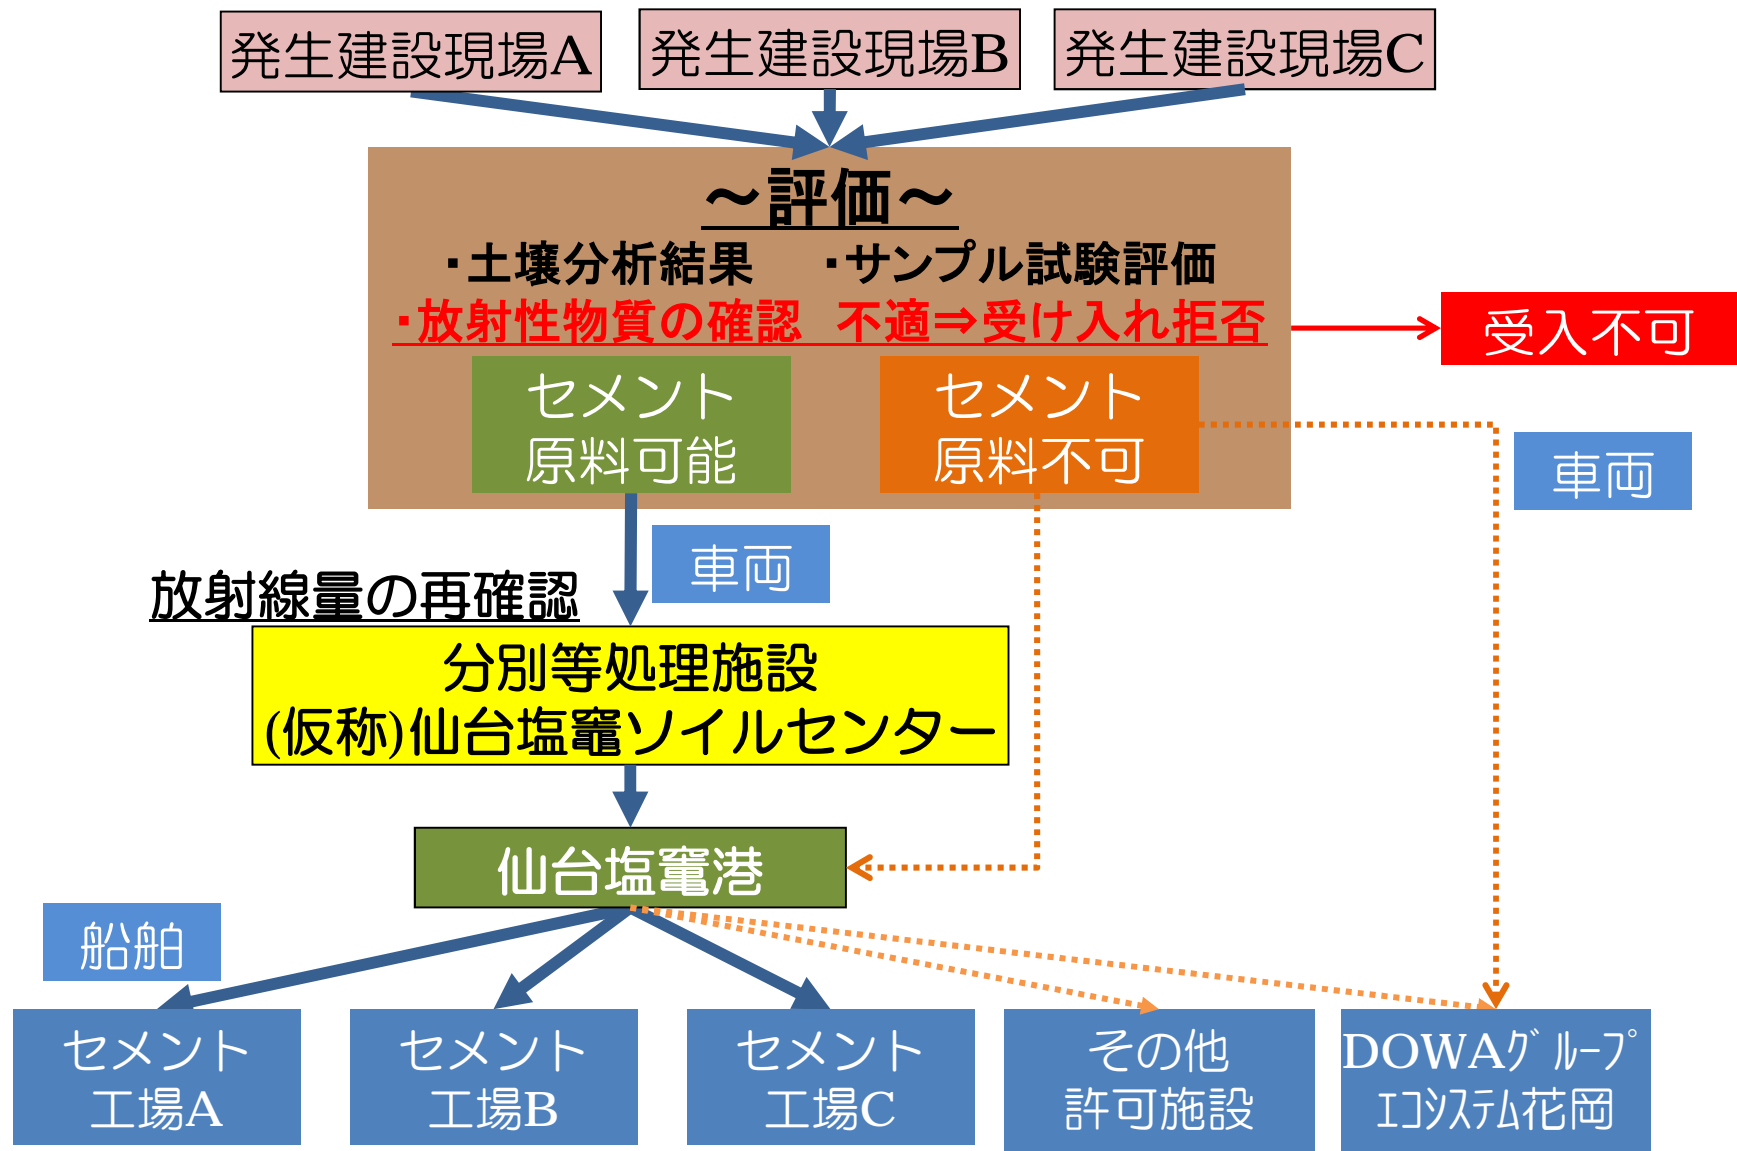 発生建設現場A
発生建設現場B
発生建設現場C
～評価～
・土壌分析結果　・サンプル試験評価
・放射性物質の確認　不適⇒受け入れ拒否
受入不可
セメント
原料可能
セメント
原料不可
車両
車両
放射線量の再確認
分別等処理施設
(仮称)仙台塩竈ソイルセンター
仙台塩竈港
船舶
セメント
工場A
セメント
工場B
セメント
工場C
その他
許可施設
DOWAｸﾞﾙｰﾌﾟ
ｴｺｼｽﾃﾑ花岡